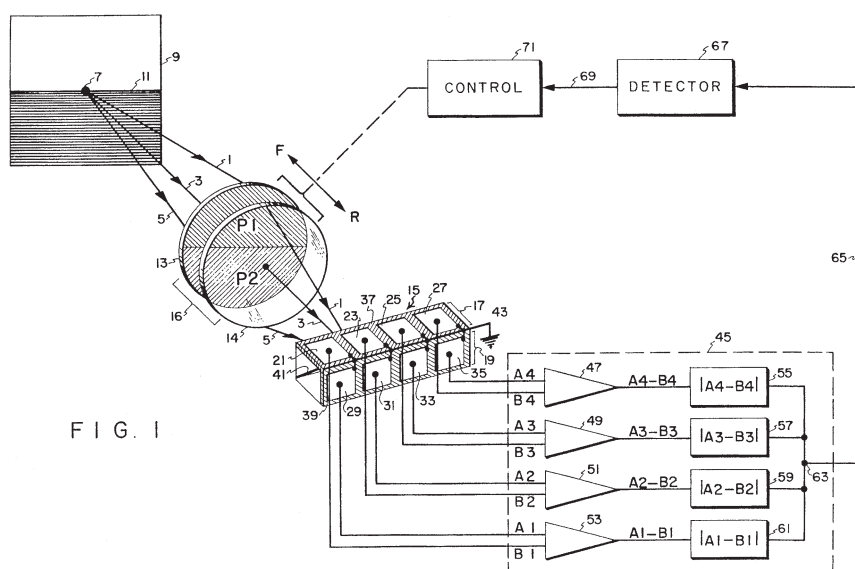 71
67
9
7
11
CONTROL
69
DETECTOR
1
F
3
5
R
P1
13
P2
65
16
14
3
1
5
23
37
15
25
27
17
43
19
21
41
39
29
31
33
35
45
A4
47
A4-B4
|A4-B4|
55
B4
A3
49
A3-B3
|A3-B3|
57
B3
63
A2
51
A2-B2
|A2-B2|
59
B2
A1
53
A1-B1
|A1-B1|
61
B1
FIG. 1